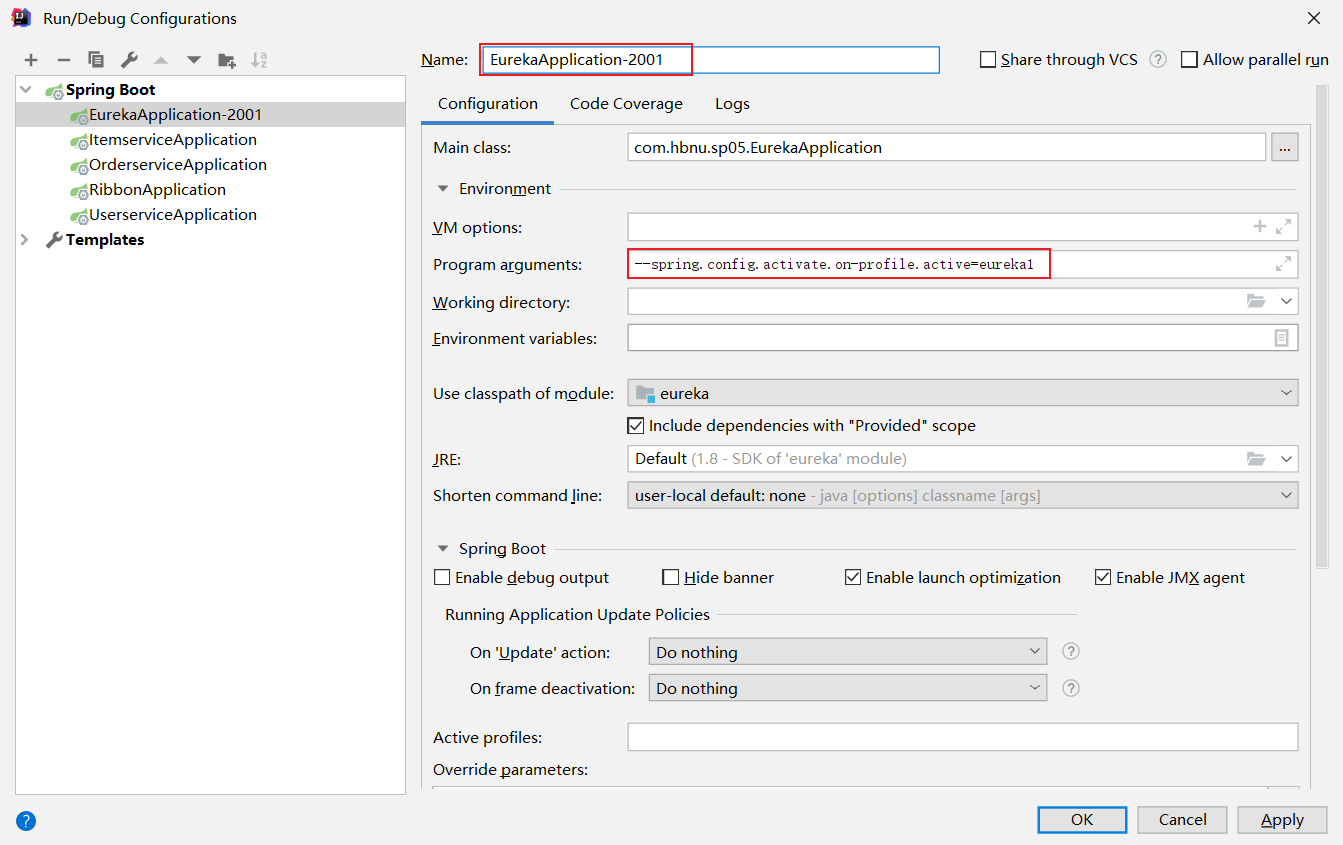 Run/Debug Configurations
Name: EurekaApplication-2001
Share through VCS ? Allow parallel run
Spring Boot
EurekaApplication-2001
ItemserviceApplication
OrderserviceApplication
RibbonApplication
UserserviceApplication
Templates
Configuration Code Coverage Logs
Main class: com.hbnu.sp05.EurekaApplication ...
Environment
VM options:
Program arguments: --spring.config.activate.on-profile.active=eureka1
Working directory:
Environment variables:
Use classpath of module: eureka
Include dependencies with "Provided" scope
JRE: Default (1.8 - SDK of 'eureka' module)
Shorten command line: user-local default: none - java [options] classname [args]
Spring Boot
Enable debug output Hide banner Enable launch optimization Enable JMX agent
Running Application Update Policies
On 'Update' action: Do nothing ?
On frame deactivation: Do nothing ?
Active profiles:
Override parameters:
? OK Cancel Apply